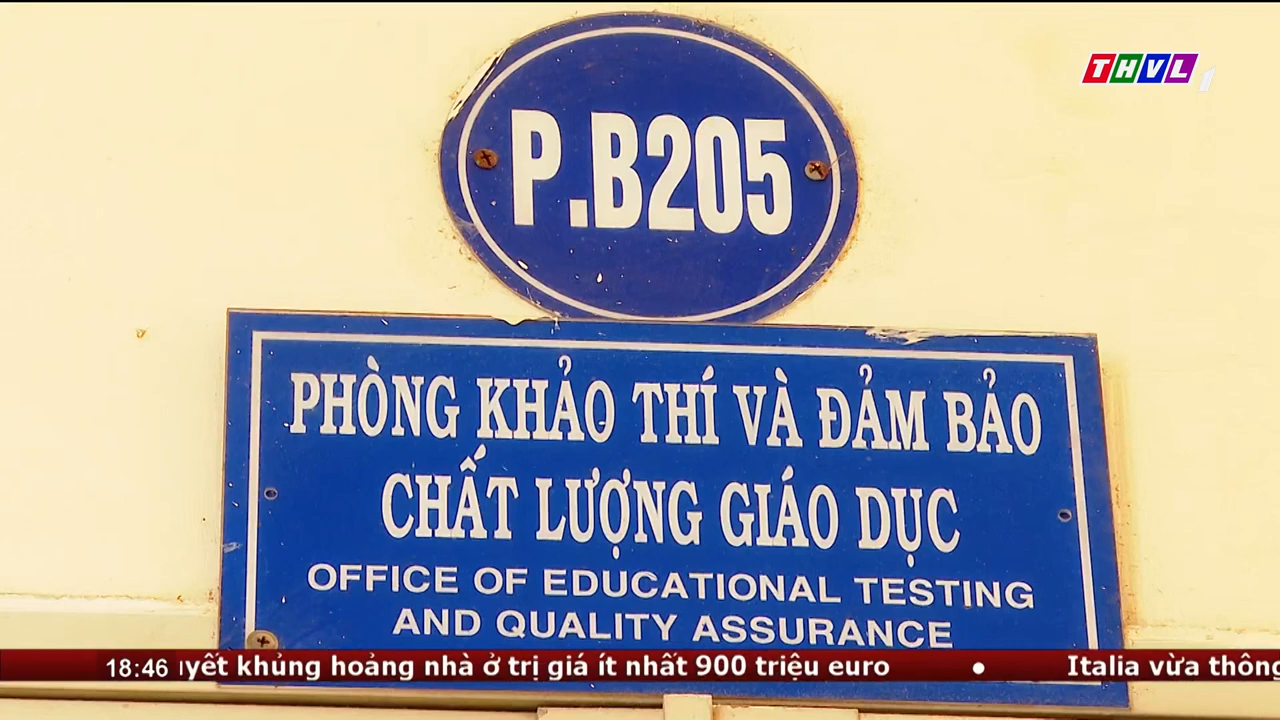 THVL 1
P.B205
PHÒNG KHẢO THÍ VÀ ĐẢM BẢO
CHẤT LƯỢNG GIÁO DỤC
OFFICE OF EDUCATIONAL TESTING
AND QUALITY ASSURANCE
18:46 khủng hoảng nhà ở trị giá ít nhất 900 triệu euro • Italia vừa